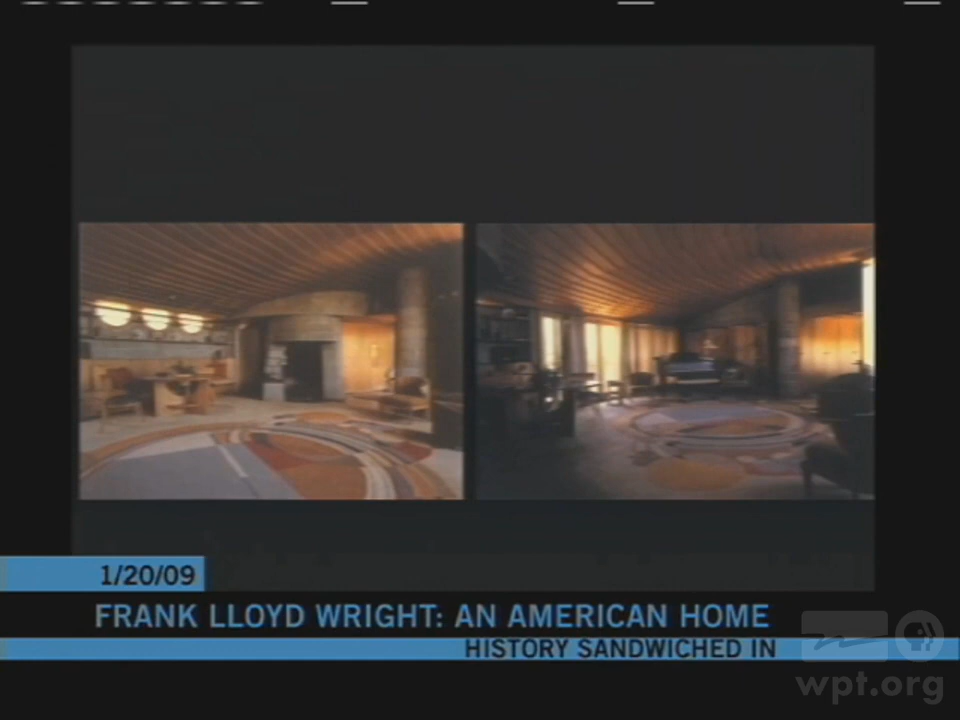 1/20/09
FRANK LLOYD WRIGHT: AN AMERICAN HOME
HISTORY SANDWICHED IN
wpt.org